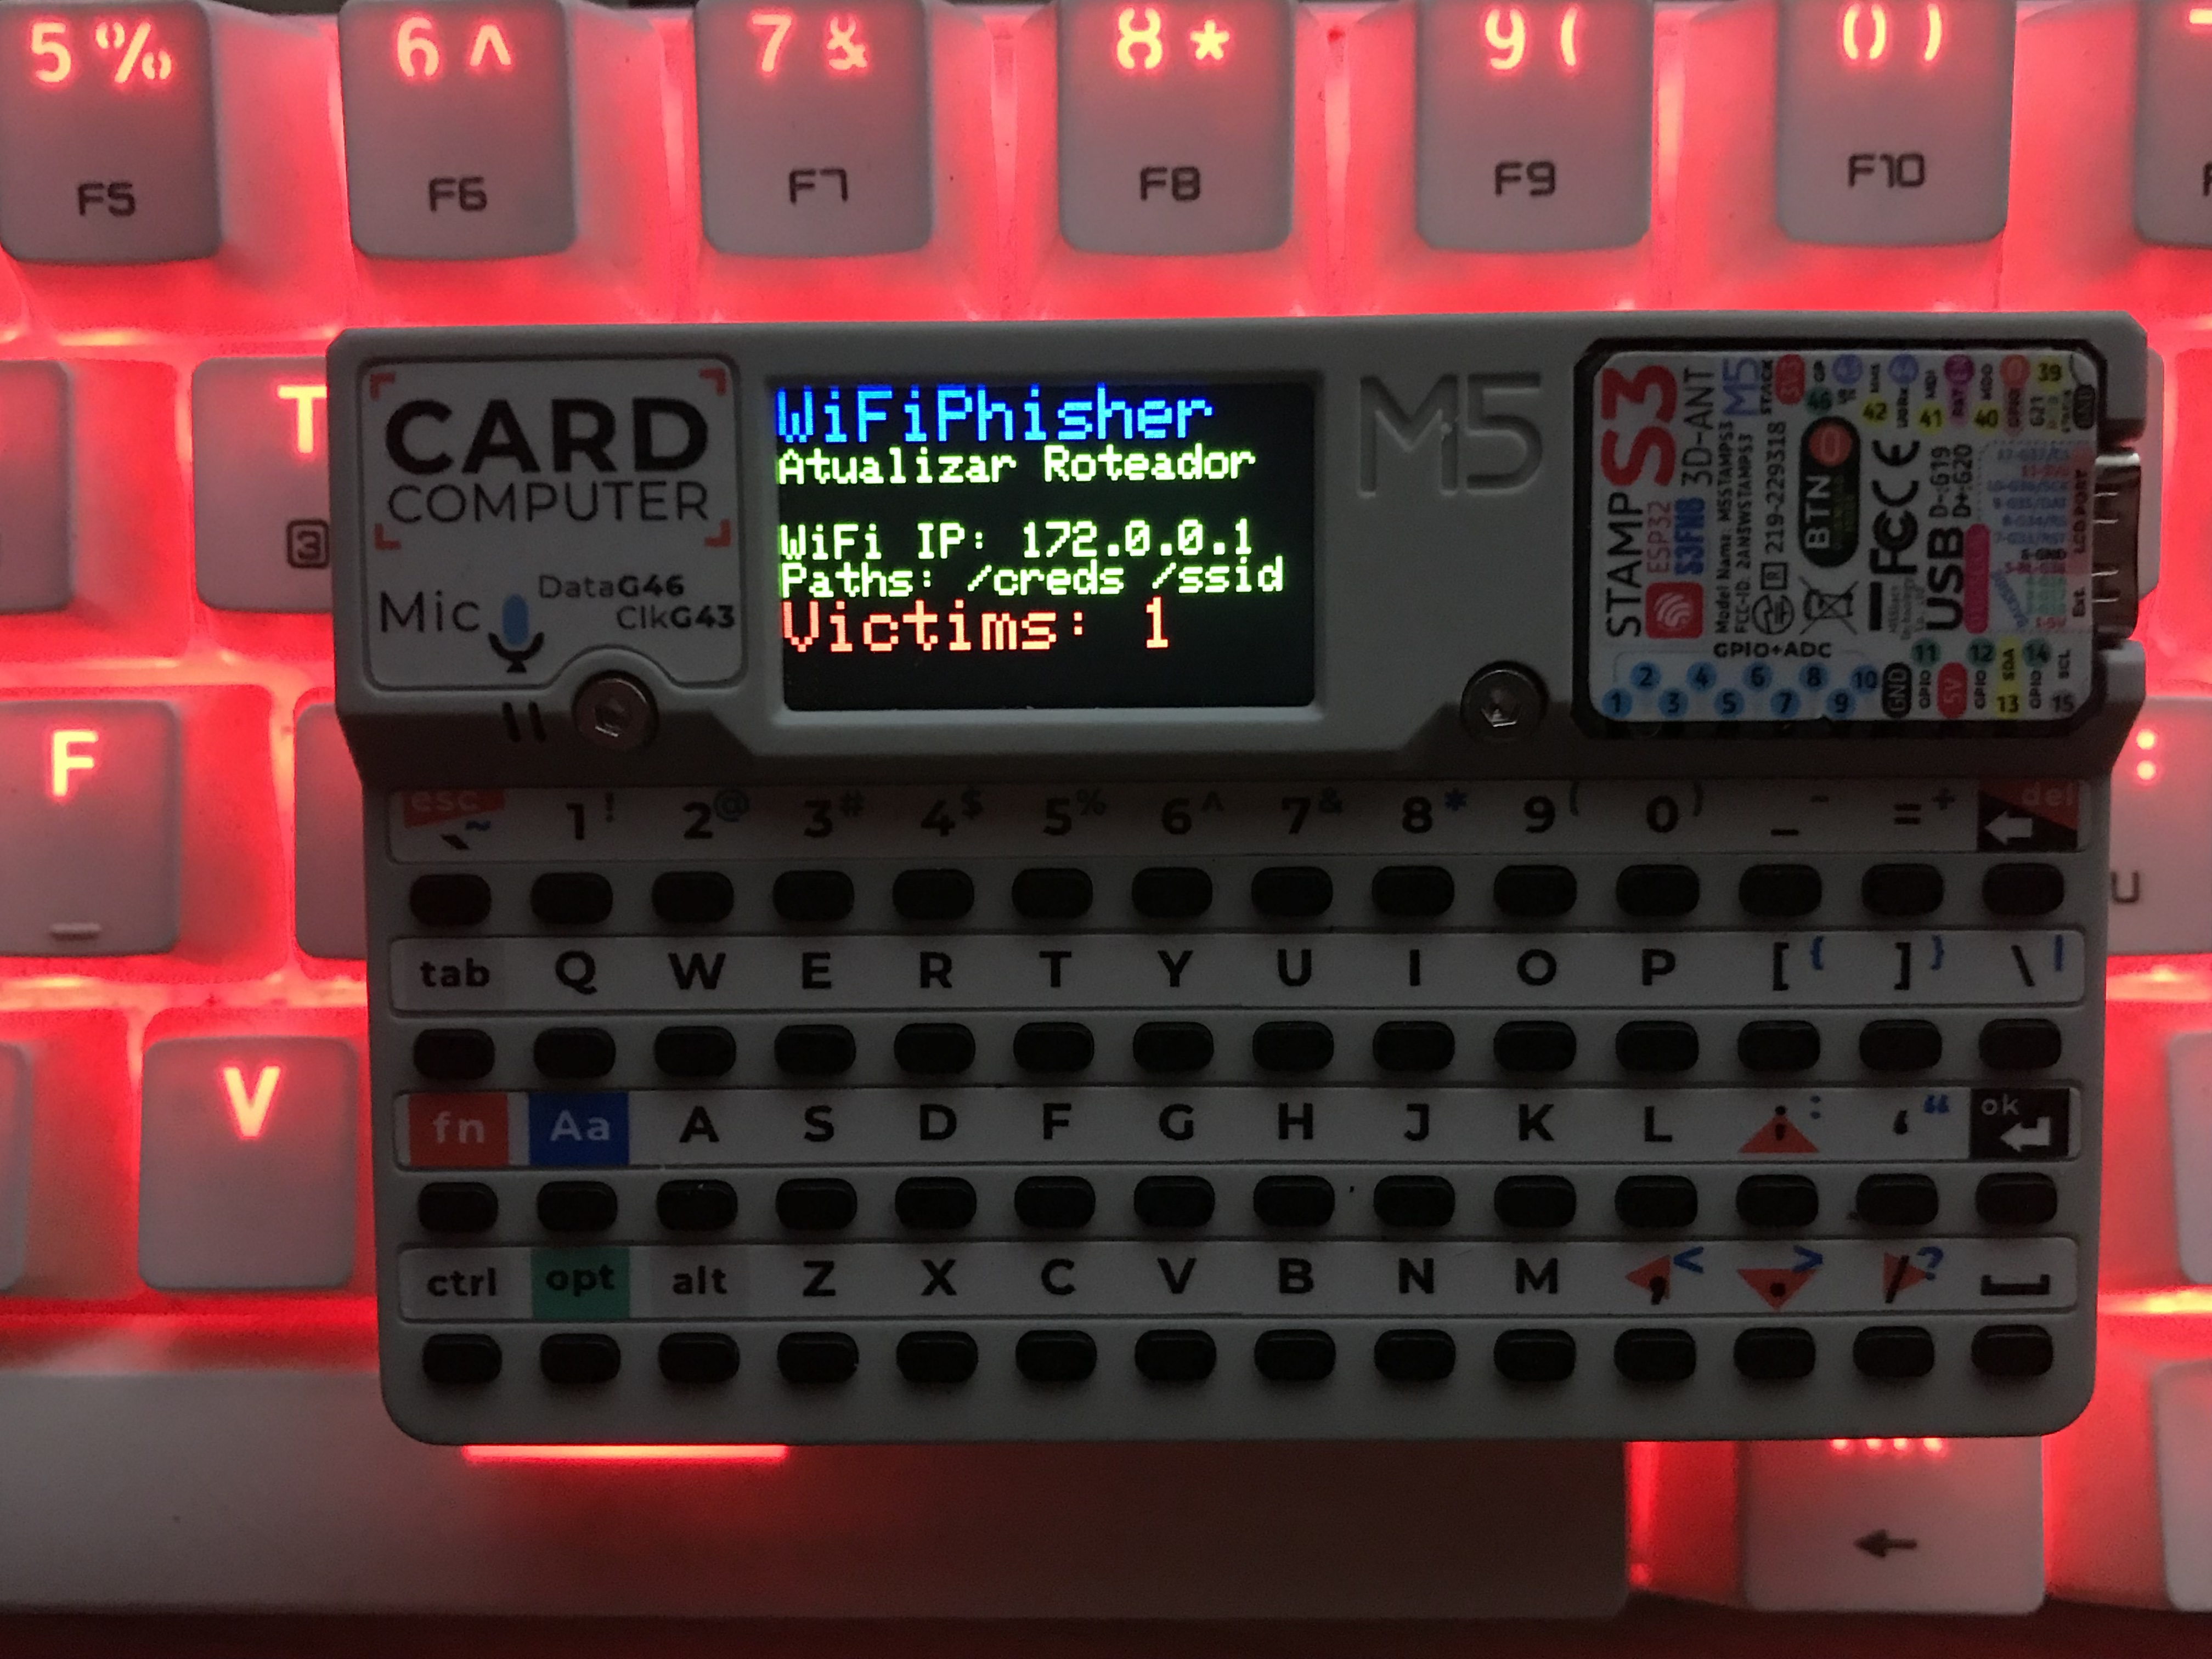 5 % 6 ^ 7 & 8 * 9 ( 0 )
F5 F6 F7 F8 F9 F10
T
3
F
V
U
CARD
COMPUTER
Mic
DataG46
ClkG43
WiFiPhisher
Atualizar Roteador
WiFi IP: 172.0.0.1
Paths: /creds /ssid
Victims: 1
M5
STAMP S3
ESP32 S3FN8 3D-ANT
M5 STACK
Model Name: M5STAMPS3
FCC-ID: 2AN3WSTAMPS3
R 219-229318
BTN
FCC CE
USB D-G19
D+G20
42 41 40 39
GPIO+ADC
1 2 3 4 5 6 7 8 9 10
GND GPIO 11 5V GPIO 12 SDA 13 GPIO 14 SCL 15
esc ` ~ 1 ! 2 @ 3 # 4 $ 5 % 6 ^ 7 & 8 * 9 ( 0 ) _ - = + del
tab Q W E R T Y U I O P [ { ] } \ |
fn Aa A S D F G H J K L ; : ' " ok
ctrl opt alt Z X C V B N M , < . > / ?